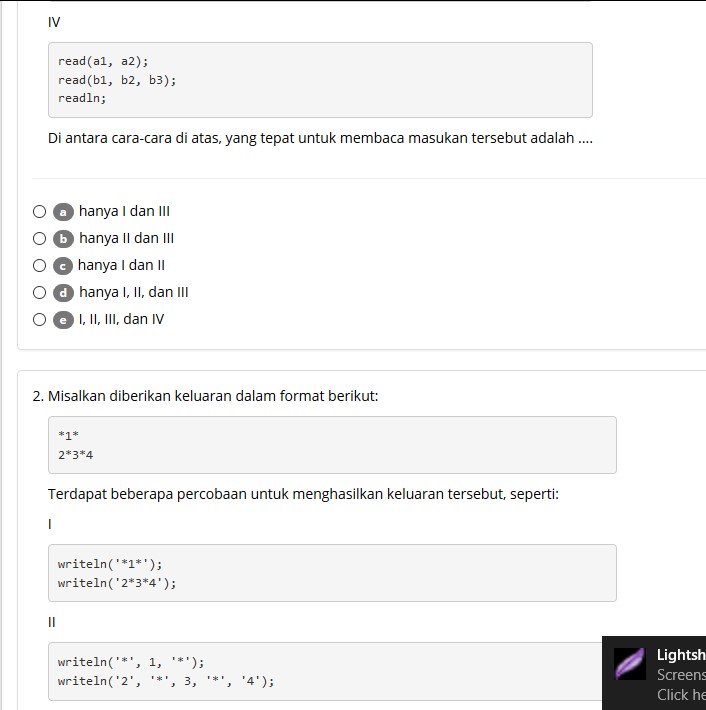 IV
read(a1, a2);
read(b1, b2, b3);
readln;
Di antara cara-cara di atas, yang tepat untuk membaca masukan tersebut adalah ....
a hanya I dan III
b hanya II dan III
c hanya I dan II
d hanya I, II, dan III
e I, II, III, dan IV
2. Misalkan diberikan keluaran dalam format berikut:
*1*
2*3*4
Terdapat beberapa percobaan untuk menghasilkan keluaran tersebut, seperti:
I
writeln('*1*');
writeln('2*3*4');
II
writeln('*', 1, '*');
writeln('2', '*', 3, '*', '4');
Lightsh
Screens
Click he